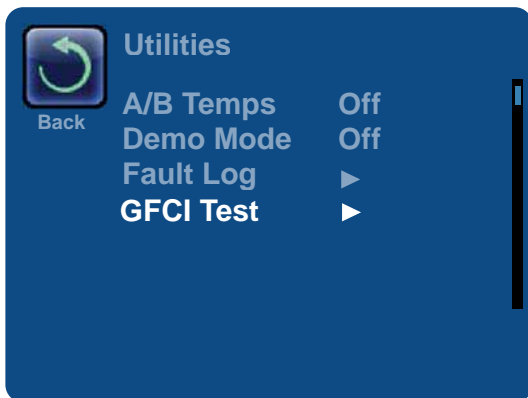 Utilities
Back
A/B Temps Off
Demo Mode Off
Fault Log ▶
GFCI Test ▶